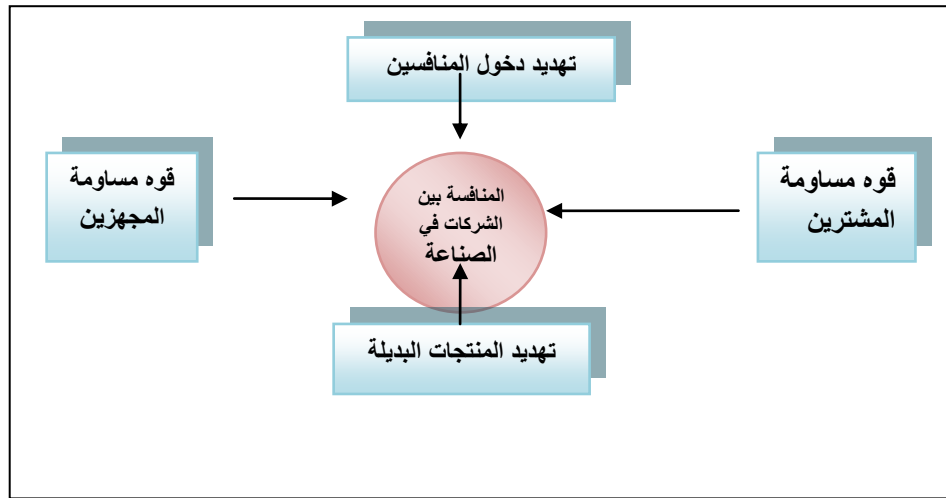 تهديد دخول المنافسين
قوه مساومة
المشترين
المنافسة بين
الشركات في
الصناعة
قوه مساومة
المجهزين
تهديد المنتجات البديلة